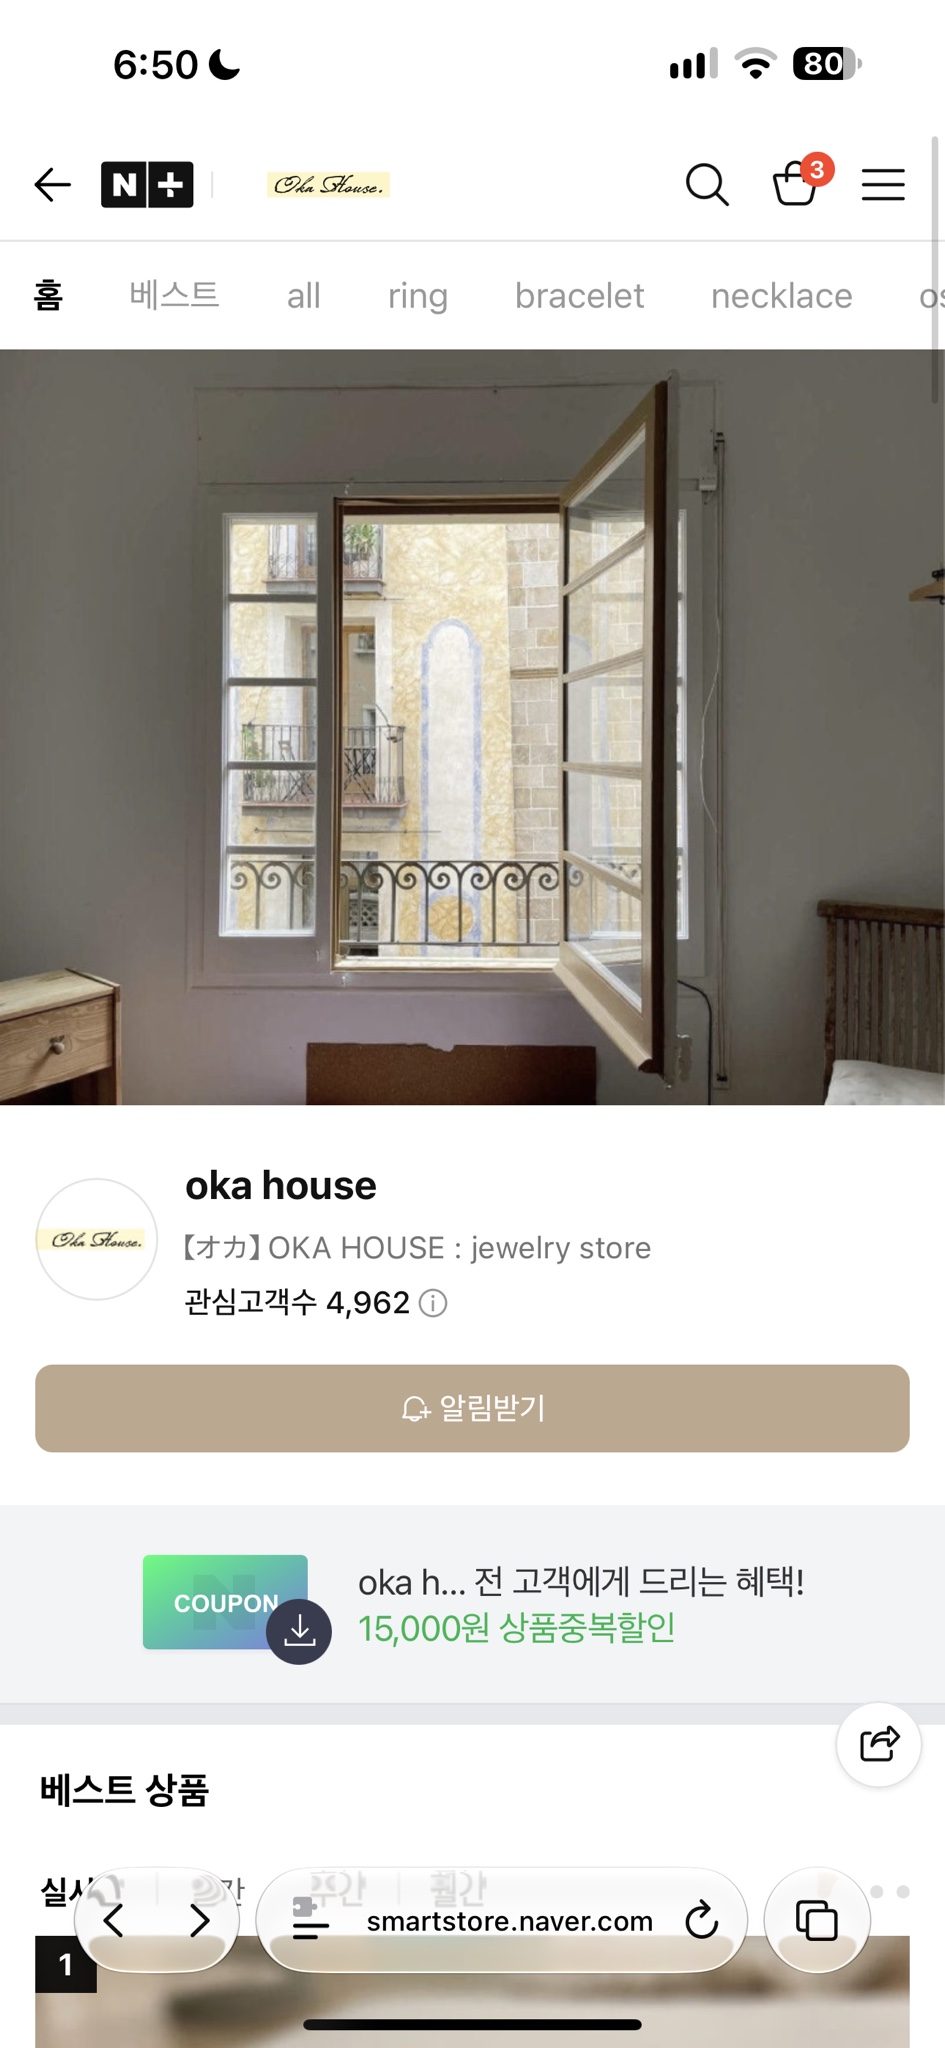 6:50
80
N+
Oka House.
3
홈 베스트 all ring bracelet necklace
oka house
Oka House.
【オカ】OKA HOUSE : jewelry store
관심고객수 4,962
알림받기
COUPON
oka h... 전 고객에게 드리는 혜택!
15,000원 상품중복할인
베스트 상품
월간
smartstore.naver.com
1